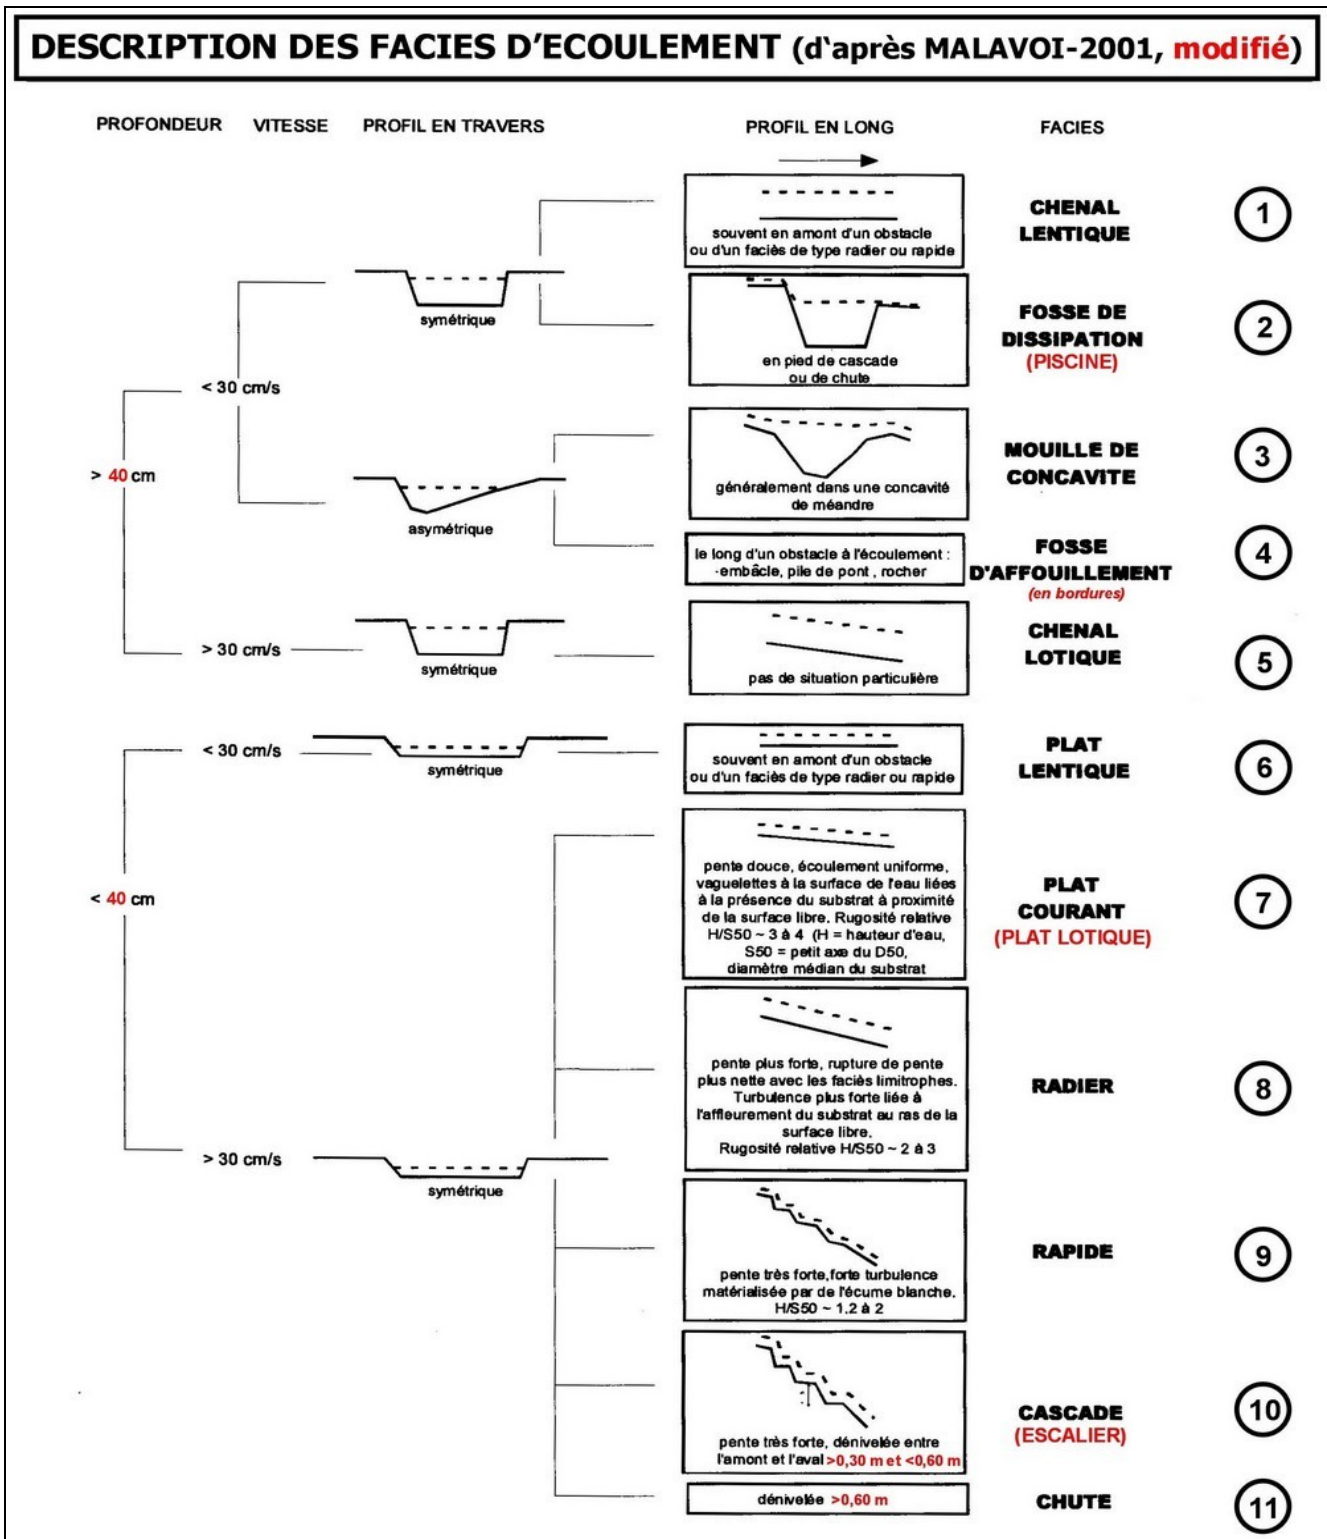 DESCRIPTION DES FACIES D'ECOULEMENT (d'après MALAVOI-2001, modifié)
PROFONDEUR VITESSE PROFIL EN TRAVERS PROFIL EN LONG FACIES
souvent en amont d'un obstacle
ou d'un faciès de type radier ou rapide
CHENAL
LENTIQUE
1
symétrique
en pied de cascade
ou de chute
FOSSE DE
DISSIPATION
(PISCINE)
2
< 30 cm/s
> 40 cm
généralement dans une concavité
de méandre
MOUILLE DE
CONCAVITE
3
asymétrique
le long d'un obstacle à l'écoulement :
-embâcle, pile de pont , rocher
FOSSE
D'AFFOUILLEMENT
(en bordures)
4
> 30 cm/s
symétrique
pas de situation particulière
CHENAL
LOTIQUE
5
< 30 cm/s
symétrique
souvent en amont d'un obstacle
ou d'un faciès de type radier ou rapide
PLAT
LENTIQUE
6
< 40 cm
pente douce, écoulement uniforme,
vaguelettes à la surface de l'eau liées
à la présence du substrat à proximité
de la surface libre. Rugosité relative
H/S50 ~ 3 à 4 (H = hauteur d'eau,
S50 = petit axe du D50,
diamètre médian du substrat
PLAT
COURANT
(PLAT LOTIQUE)
7
pente plus forte, rupture de pente
plus nette avec les faciès limitrophes.
Turbulence plus forte liée à
l'affleurement du substrat au ras de la
surface libre.
Rugosité relative H/S50 ~ 2 à 3
RADIER
8
> 30 cm/s
symétrique
pente très forte,forte turbulence
matérialisée par de l'écume blanche.
H/S50 ~ 1,2 à 2
RAPIDE
9
pente très forte, dénivelée entre
l'amont et l'aval >0,30 m et <0,60 m
CASCADE
(ESCALIER)
10
dénivelée >0,60 m
CHUTE
11